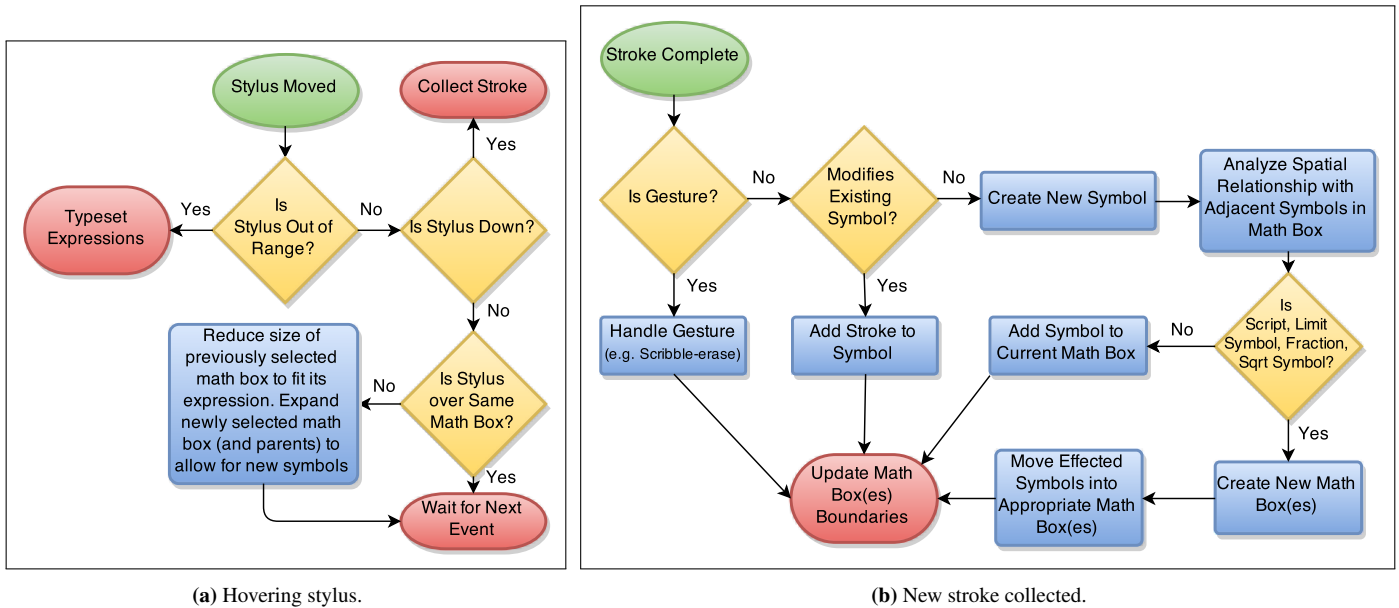 Stylus Moved
Collect Stroke
Yes
Typeset
Expressions
Yes
Is
Stylus Out of
Range?
No
Is Stylus Down?
No
Reduce size of
previously selected
math box to fit its
expression. Expand
newly selected math
box (and parents) to
allow for new symbols
No
Is Stylus
over Same
Math Box?
Yes
Wait for Next
Event
(a) Hovering stylus.
Stroke Complete
Is Gesture?
No
Modifies
Existing
Symbol?
No
Create New Symbol
Analyze Spatial
Relationship with
Adjacent Symbols in
Math Box
Yes
Yes
Handle Gesture
(e.g. Scribble-erase)
Add Stroke to
Symbol
Add Symbol to
Current Math Box
No
Is
Script, Limit
Symbol, Fraction,
Sqrt Symbol?
Yes
Update Math
Box(es)
Boundaries
Move Effected
Symbols into
Appropriate Math
Box(es)
Create New Math
Box(es)
(b) New stroke collected.